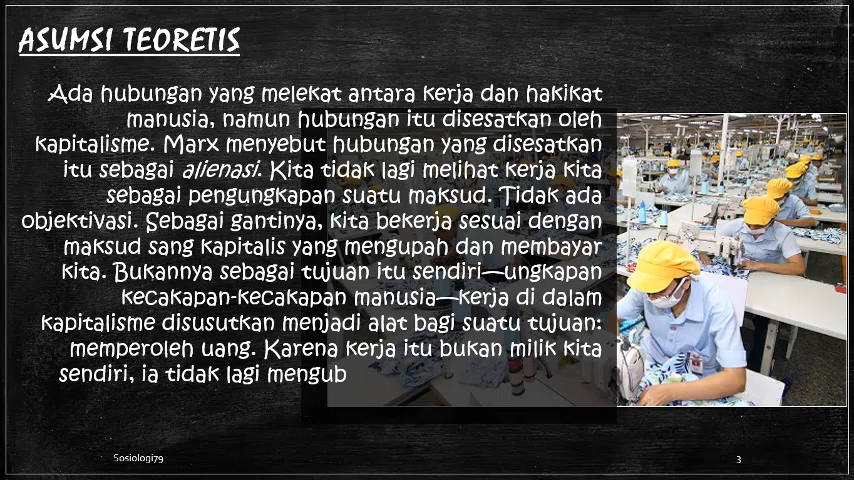 ASUMSI TEORETIS
Ada hubungan yang melekat antara kerja dan hakikat
manusia, namun hubungan itu disesatkan oleh
kapitalisme. Marx menyebut hubungan yang disesatkan
itu sebagai alienasi. Kita tidak lagi melihat kerja kita
sebagai pengungkapan suatu maksud. Tidak ada
objektivasi. Sebagai gantinya, kita bekerja sesuai dengan
maksud sang kapitalis yang mengupah dan membayar
kita. Bukannya sebagai tujuan itu sendiri—ungkapan
kecakapan-kecakapan manusia—kerja di dalam
kapitalisme disusutkan menjadi alat bagi suatu tujuan:
memperoleh uang. Karena kerja itu bukan milik kita
sendiri, ia tidak lagi mengub
Sosiologi79
3